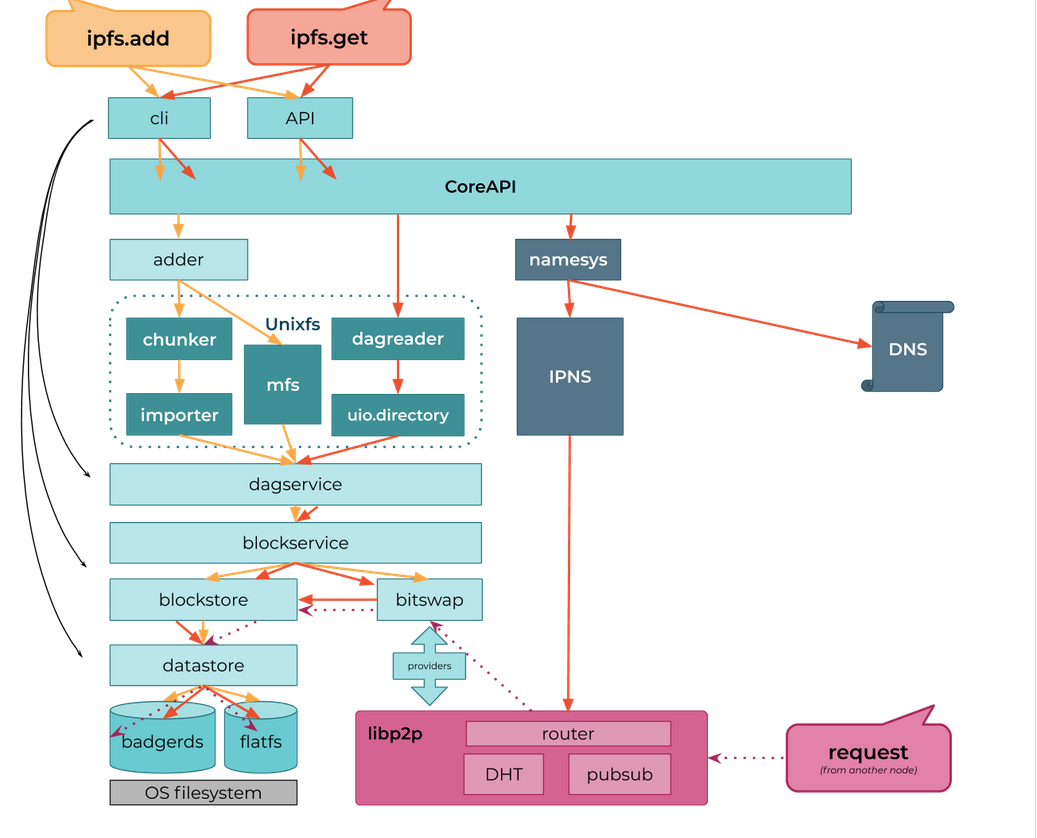 ipfs.add
ipfs.get
cli
API
CoreAPI
adder
namesys
Unixfs
chunker
dagreader
DNS
mfs
IPNS
importer
uio.directory
dagservice
blockservice
blockstore
bitswap
datastore
providers
badgerds
flatfs
libp2p
router
request
(from another node)
DHT
pubsub
OS filesystem